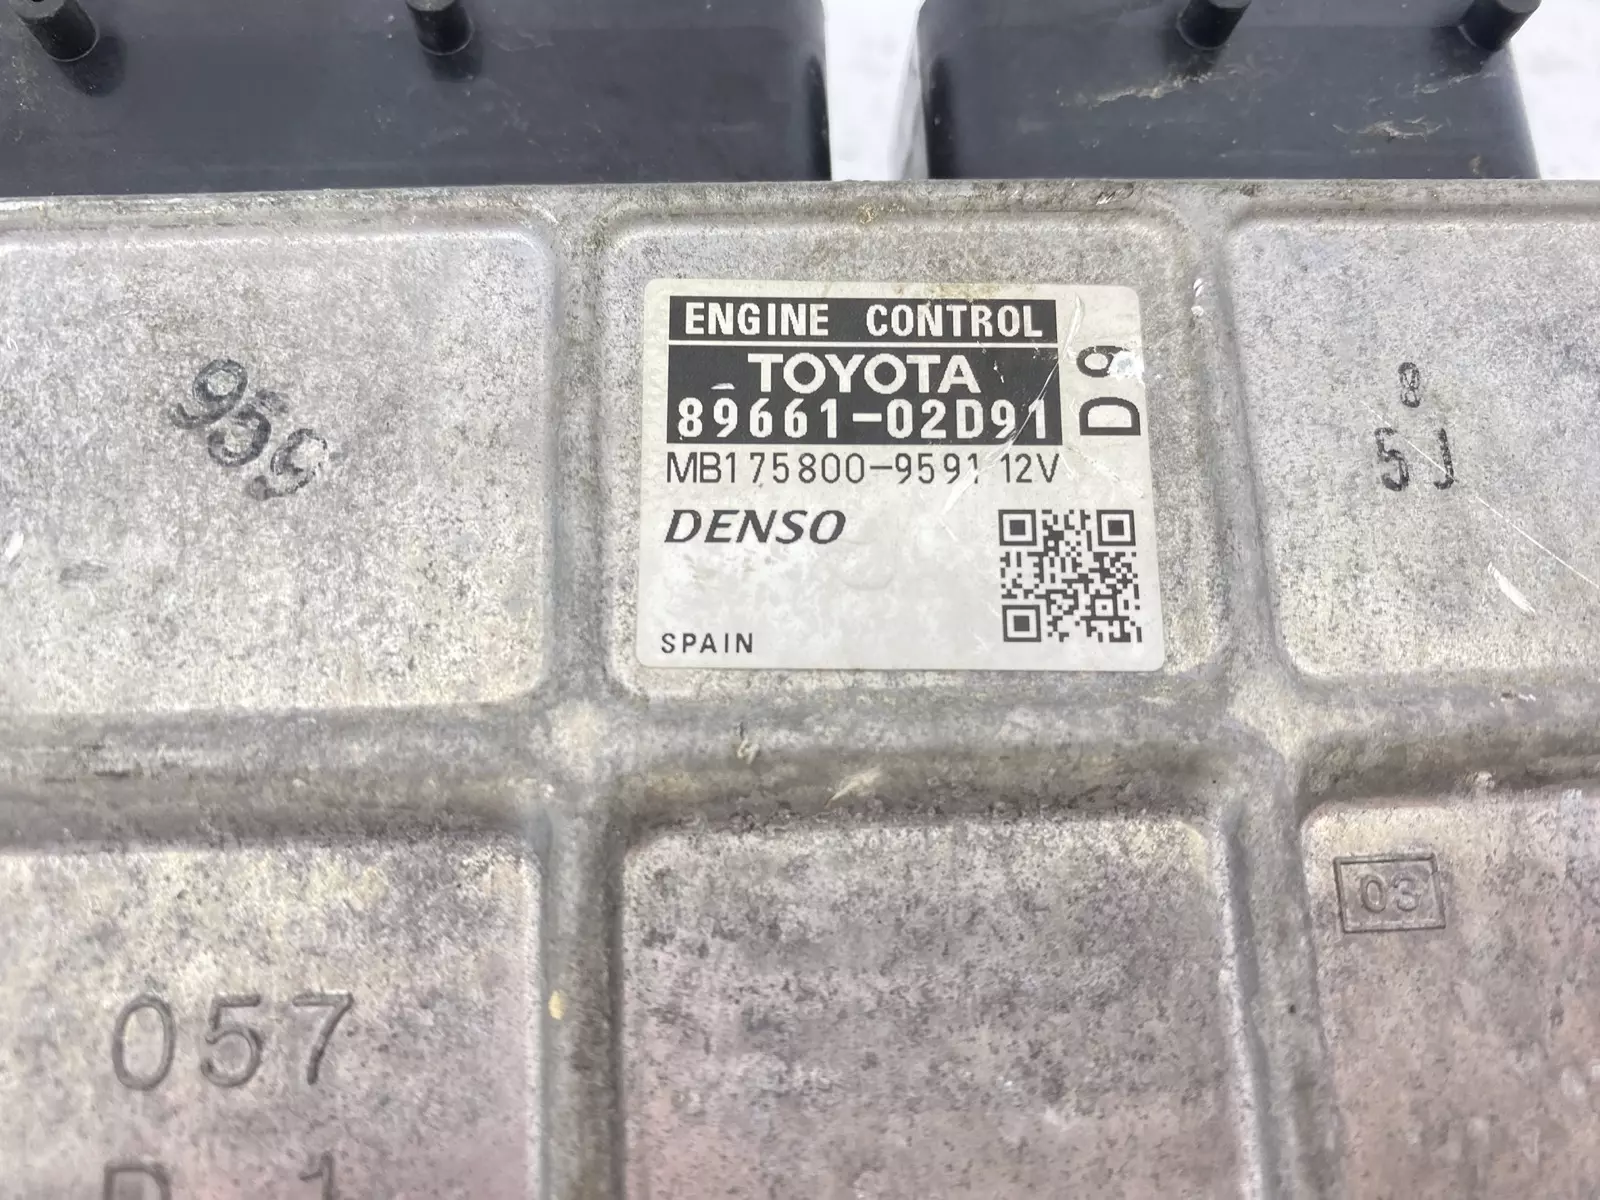 ENGINE CONTROL
TOYOTA
89661-02D91
D9
MB175800-9591 12V
DENSO
SPAIN
959
8
5J
03
057